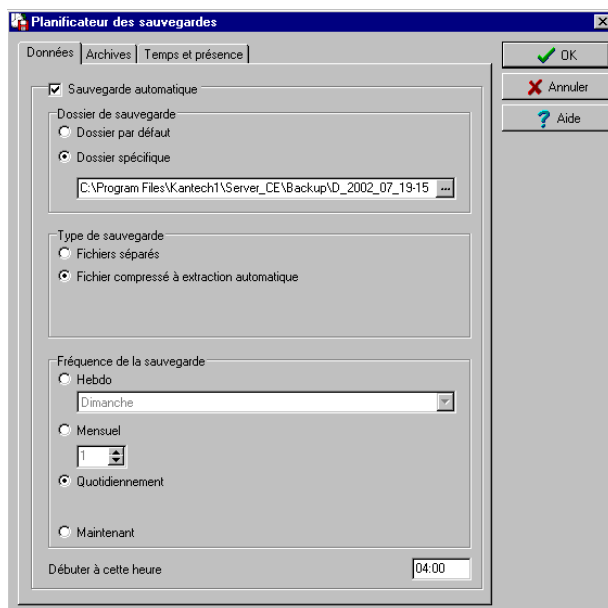 Planificateur des sauvegardes
Données Archives Temps et présence
OK
Annuler
Aide
Sauvegarde automatique
Dossier de sauvegarde
Dossier par défaut
Dossier spécifique
C:\Program Files\Kantech1\Server_CE\Backup\D_2002_07_19-15 ...
Type de sauvegarde
Fichiers séparés
Fichier compressé à extraction automatique
Fréquence de la sauvegarde
Hebdo
Dimanche
Mensuel
1
Quotidiennement
Maintenant
Débuter à cette heure 04:00